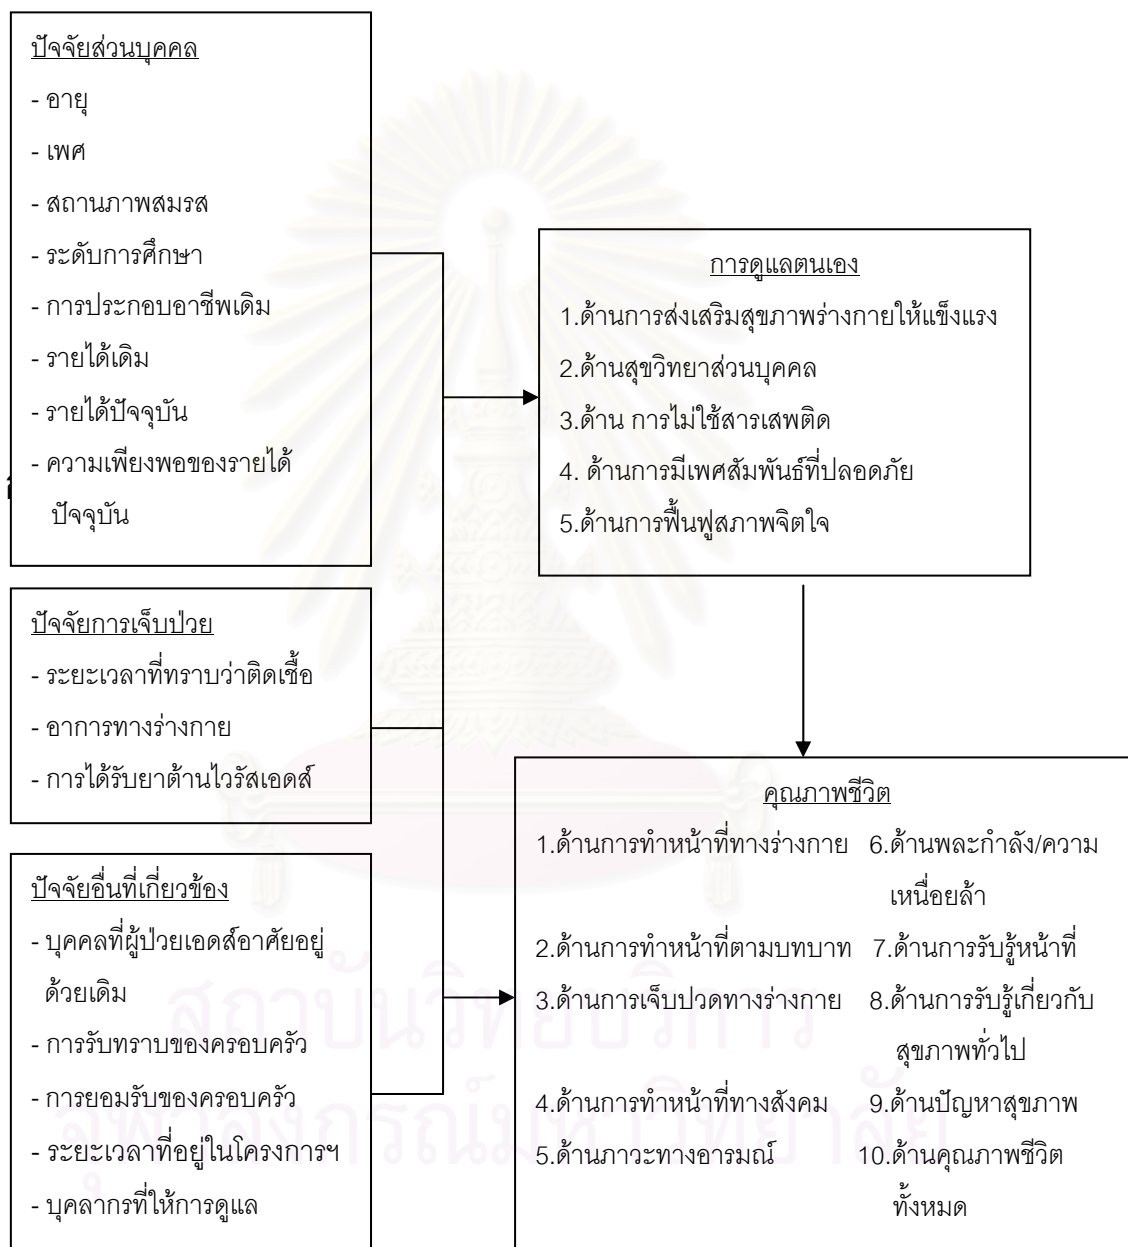 ปัจจัยส่วนบุคคล
- อายุ
- เพศ
- สถานภาพสมรส
- ระดับการศึกษา
- การประกอบอาชีพเดิม
- รายได้เดิม
- รายได้ปัจจุบัน
- ความเพียงพอของรายได้
ปัจจุบัน
ปัจจัยการเจ็บป่วย
- ระยะเวลาที่ทราบว่าติดเชื้อ
- อาการทางร่างกาย
- การได้รับยาต้านไวรัสเอดส์
ปัจจัยอื่นที่เกี่ยวข้อง
- บุคคลที่ผู้ป่วยเอดส์อาศัยอยู่
ด้วยเดิม
- การรับทราบของครอบครัว
- การยอมรับของครอบครัว
- ระยะเวลาที่อยู่ในโครงการฯ
- บุคลากรที่ให้การดูแล
การดูแลตนเอง
1.ด้านการส่งเสริมสุขภาพร่างกายให้แข็งแรง
2.ด้านสุขวิทยาส่วนบุคคล
3.ด้าน การไม่ใช้สารเสพติด
4. ด้านการมีเพศสัมพันธ์ที่ปลอดภัย
5.ด้านการฟื้นฟูสภาพจิตใจ
คุณภาพชีวิต
1.ด้านการทำหน้าที่ทางร่างกาย
2.ด้านการทำหน้าที่ตามบทบาท
3.ด้านการเจ็บปวดทางร่างกาย
4.ด้านการทำหน้าที่ทางสังคม
5.ด้านภาวะทางอารมณ์
6.ด้านพละกำลัง/ความ
เหนื่อยล้า
7.ด้านการรับรู้หน้าที่
8.ด้านการรับรู้เกี่ยวกับ
สุขภาพทั่วไป
9.ด้านปัญหาสุขภาพ
10.ด้านคุณภาพชีวิต
ทั้งหมด
สถาบันวิทยบริการ
จุฬาลงกรณ์มหาวิทยาลัย